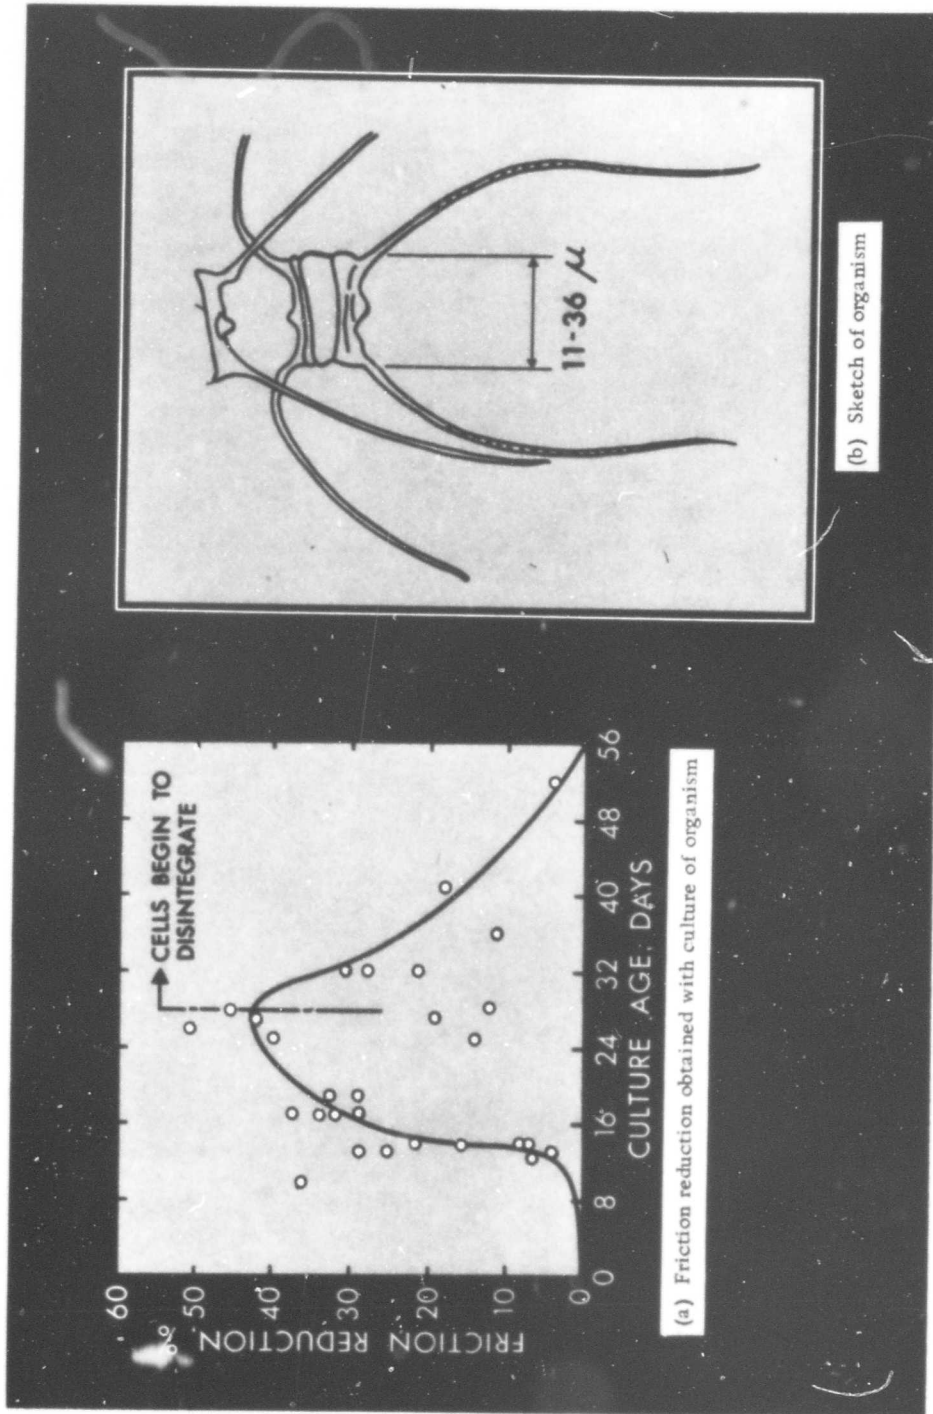 60
50
40
30
20
10
0
FRICTION REDUCTION, %
CELLS BEGIN TO
DISINTEGRATE
0
8
16
24
32
40
48
56
CULTURE AGE, DAYS
(a) Friction reduction obtained with culture of organism
11-36 μ
(b) Sketch of organism